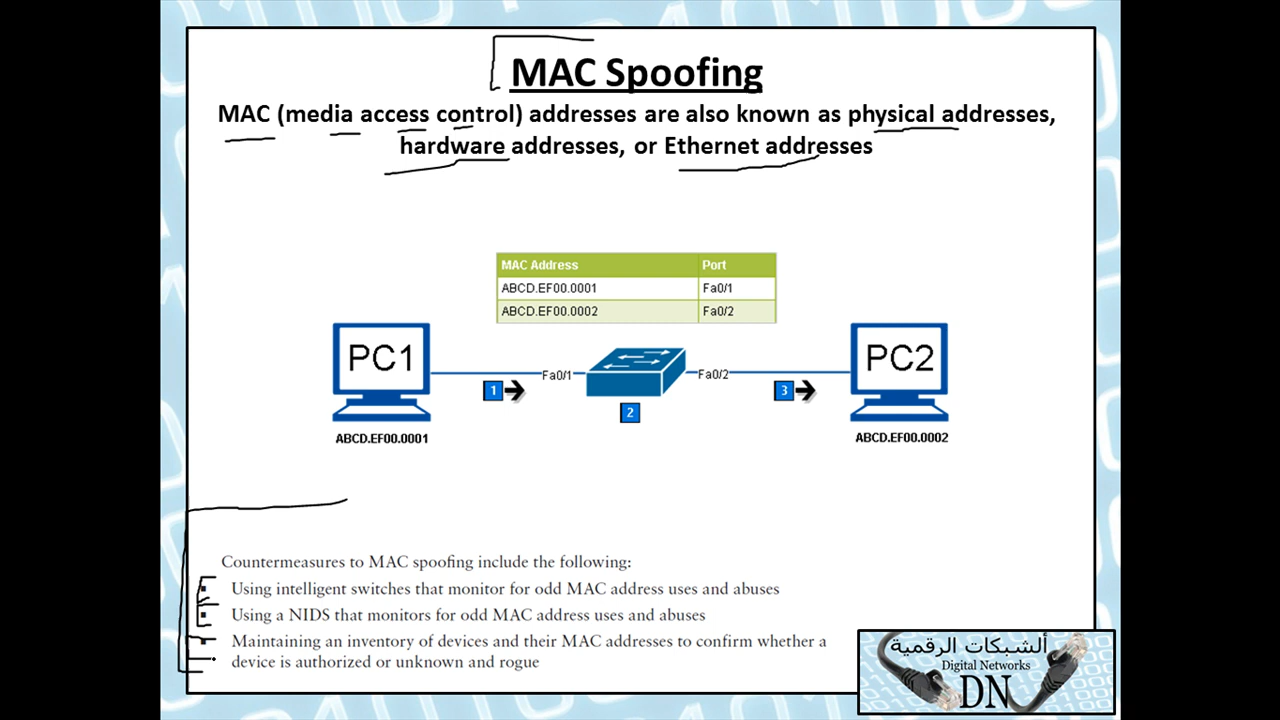 MAC Spoofing
MAC (media access control) addresses are also known as physical addresses,
hardware addresses, or Ethernet addresses
MAC Address Port
ABCD.EF00.0001 Fa0/1
ABCD.EF00.0002 Fa0/2
PC1
PC2
Fa0/1
Fa0/2
1
2
3
ABCD.EF00.0001
ABCD.EF00.0002
Countermeasures to MAC spoofing include the following:
Using intelligent switches that monitor for odd MAC address uses and abuses
Using a NIDS that monitors for odd MAC address uses and abuses
Maintaining an inventory of devices and their MAC addresses to confirm whether a
device is authorized or unknown and rogue
ألشبكات الرقمية
Digital Networks
DN